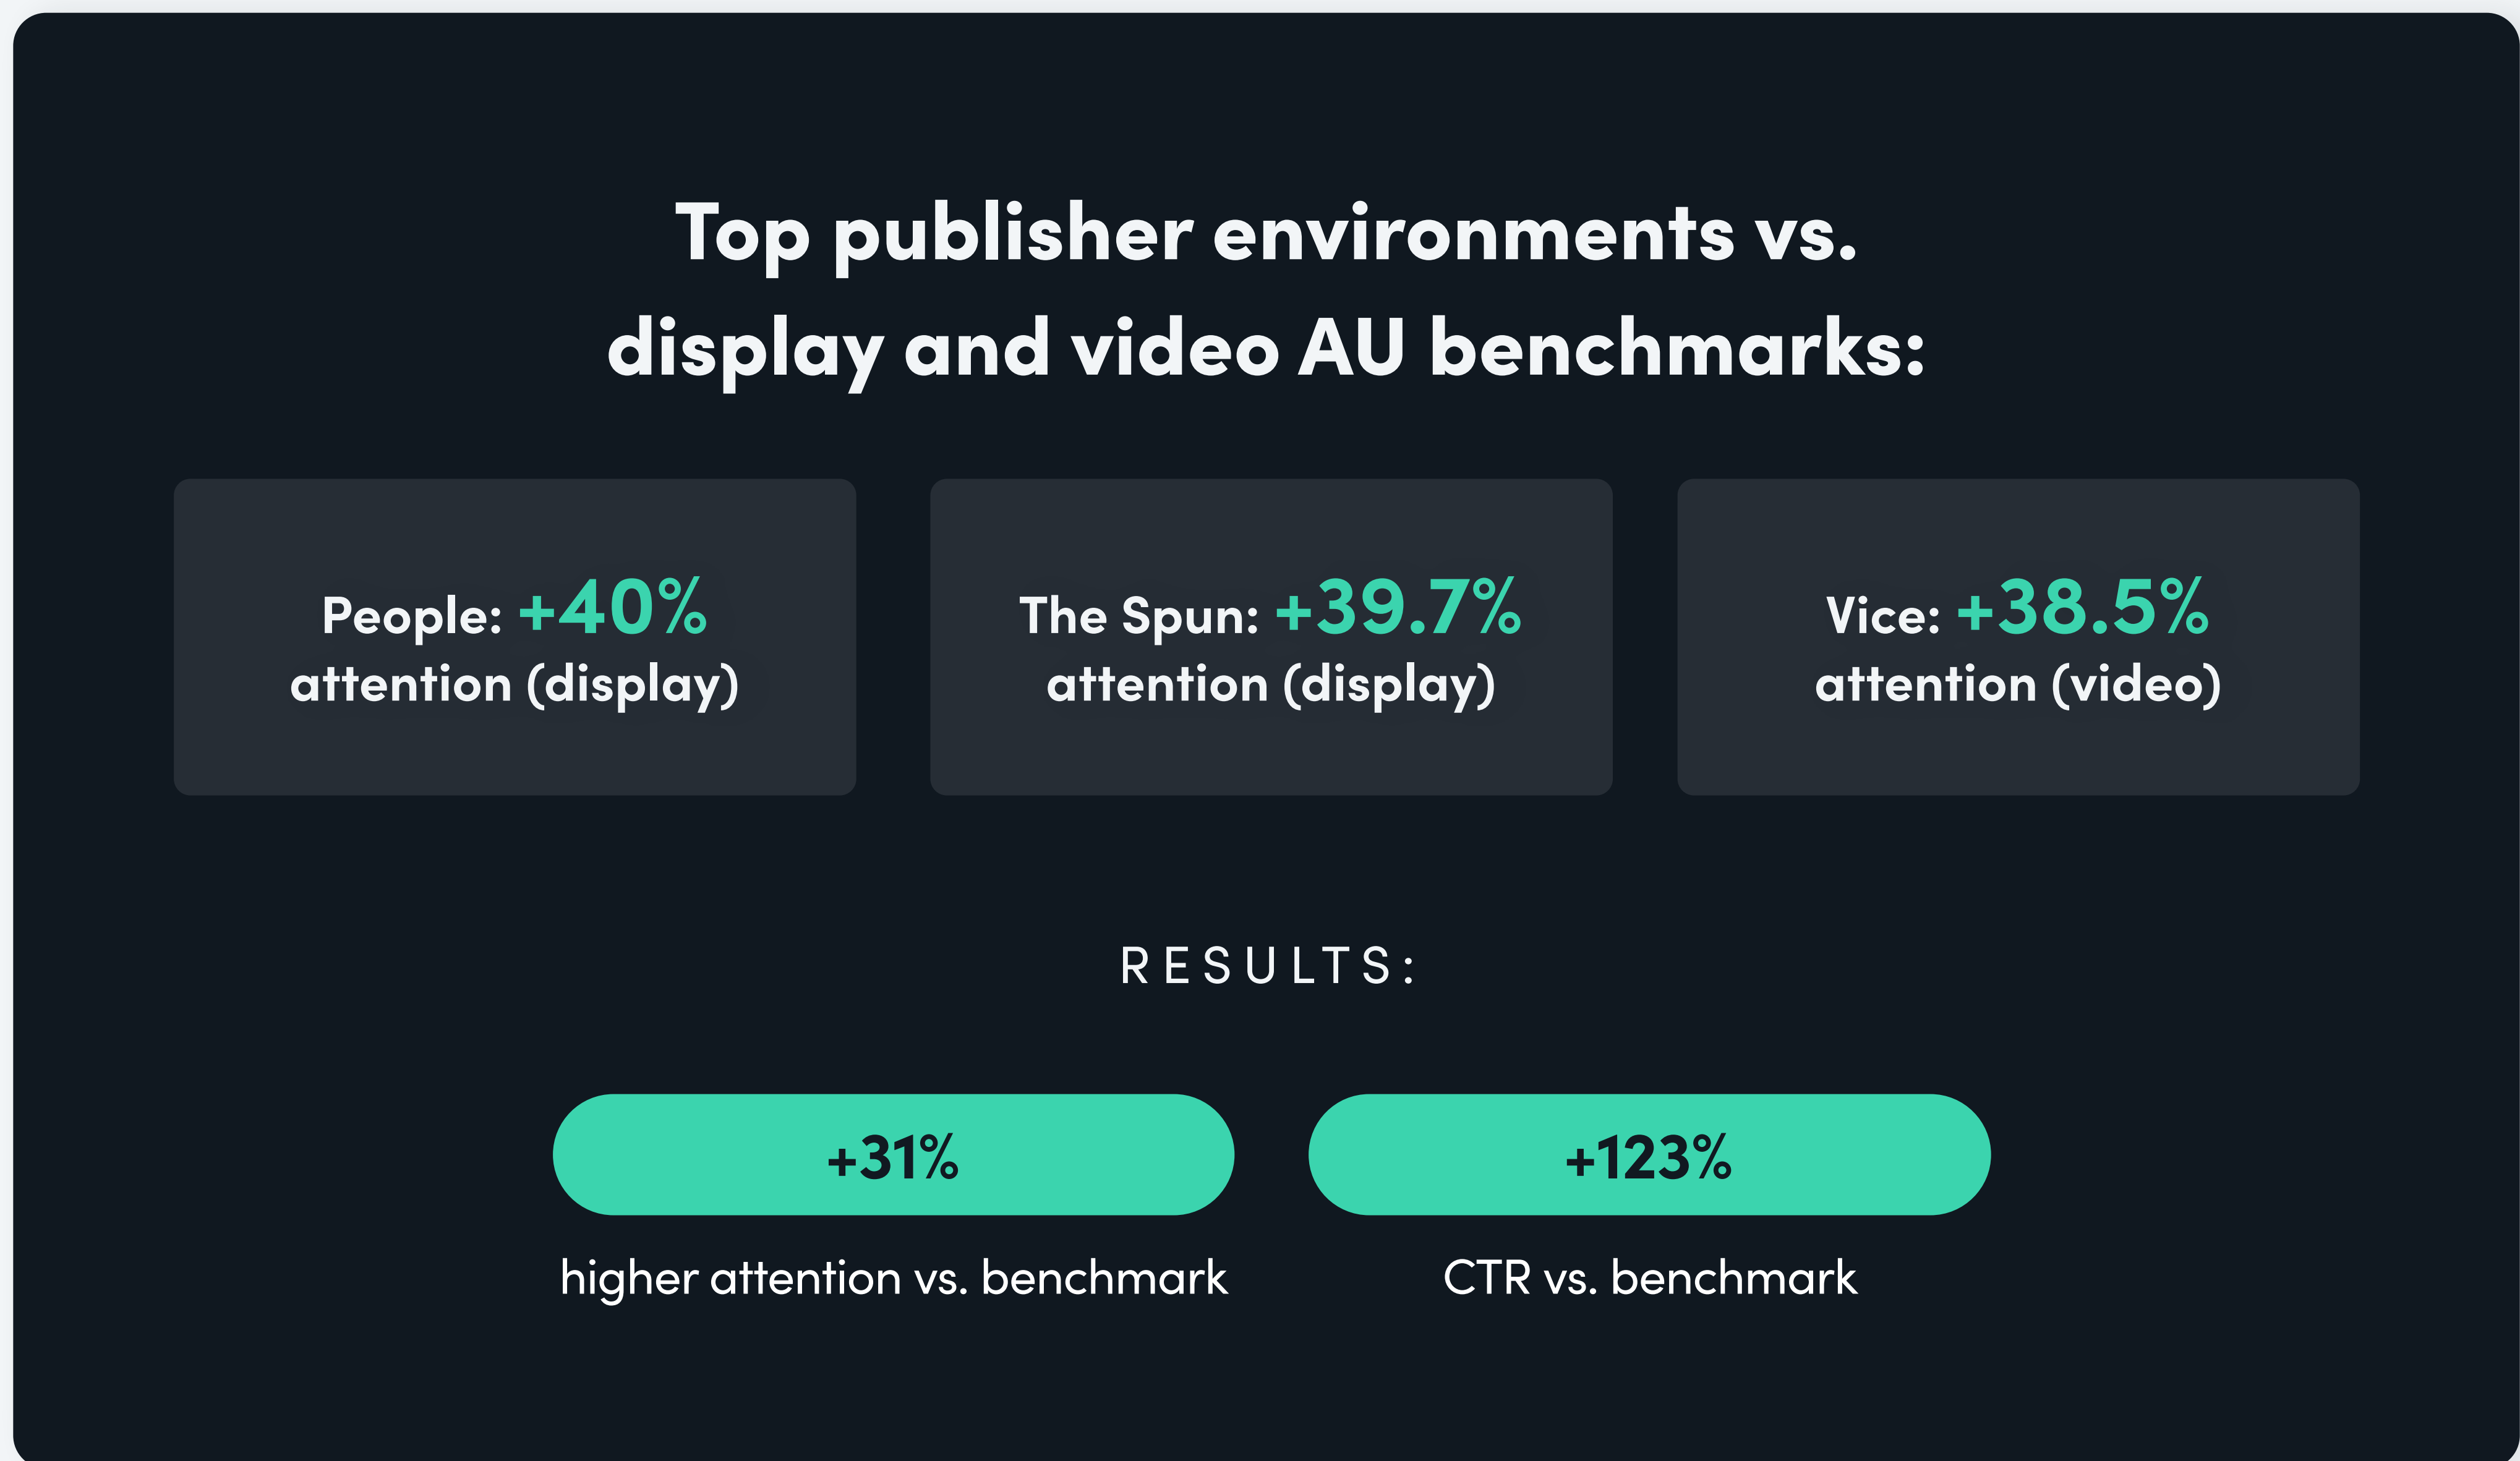 Top publisher environments vs.
display and video AU benchmarks:
People: +40%
attention (display)
The Spun: +39.7%
attention (display)
Vice: +38.5%
attention (video)
RESULTS:
+31%
higher attention vs. benchmark
+123%
CTR vs. benchmark